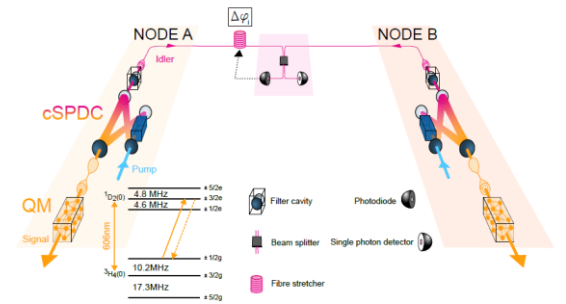 Δφᵢ
NODE A
NODE B
Idler
cSPDC
Pump
QM
Signal
¹D₂(0)
4.8 MHz
4.6 MHz
± 5/2e
± 3/2e
± 1/2e
606nm
³H₄(0)
10.2MHz
17.3MHz
± 1/2g
± 3/2g
± 5/2g
Filter cavity
Photodiode
Beam splitter
Single photon detector
Fibre stretcher